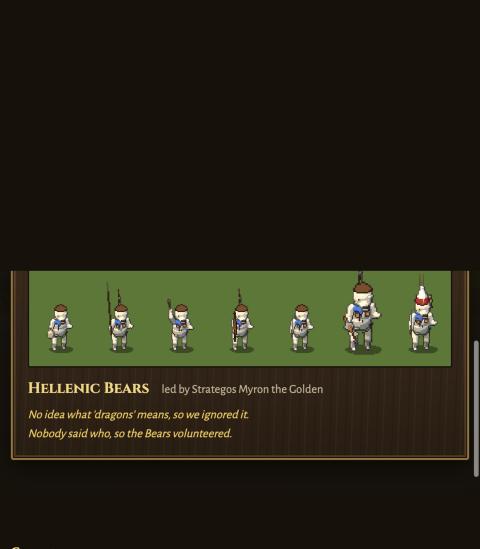 Hellenic Bears led by Strategos Myron the Golden
No idea what 'dragons' means, so we ignored it.
Nobody said who, so the Bears volunteered.